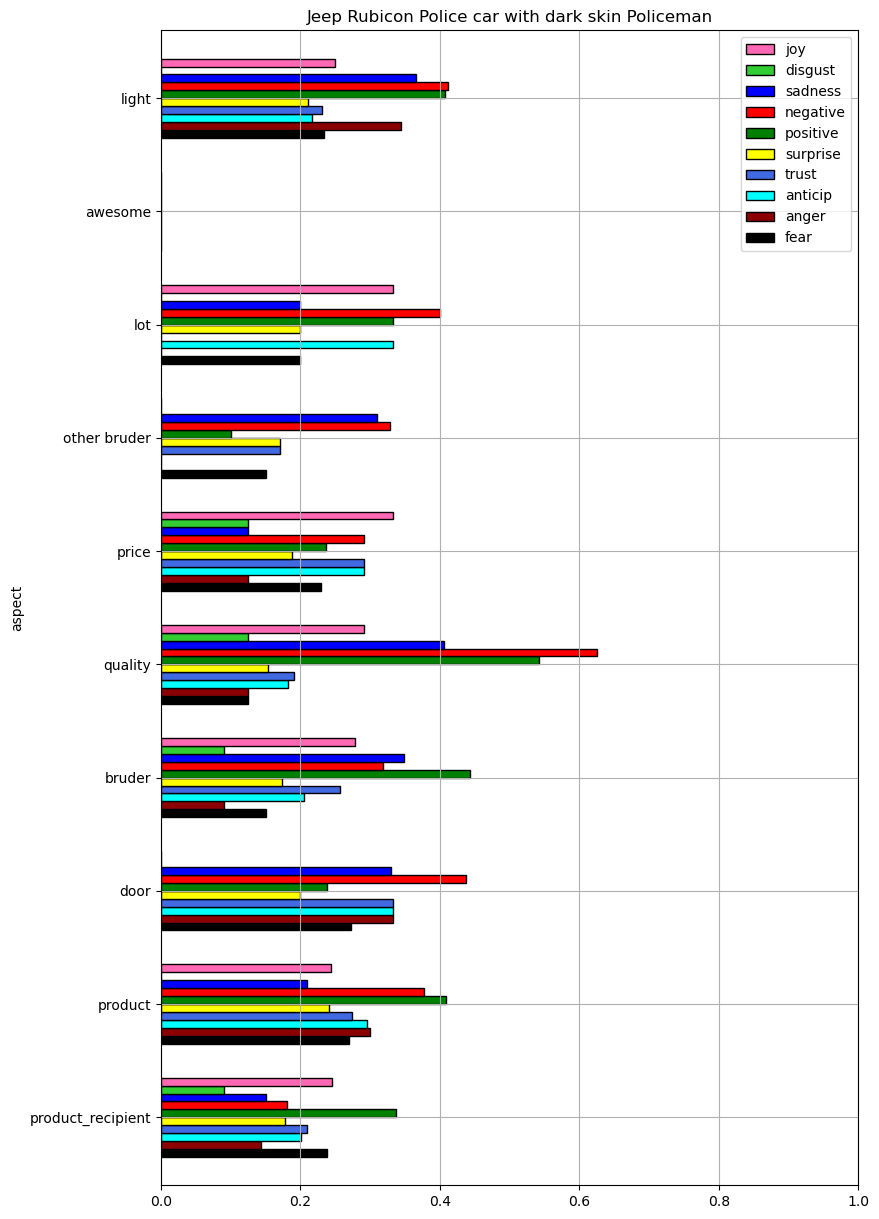 Jeep Rubicon Police car with dark skin Policeman
joy
disgust
sadness
negative
positive
surprise
trust
anticip
anger
fear
light
awesome
lot
other bruder
price
quality
bruder
door
product
product_recipient
aspect
0.0 0.2 0.4 0.6 0.8 1.0